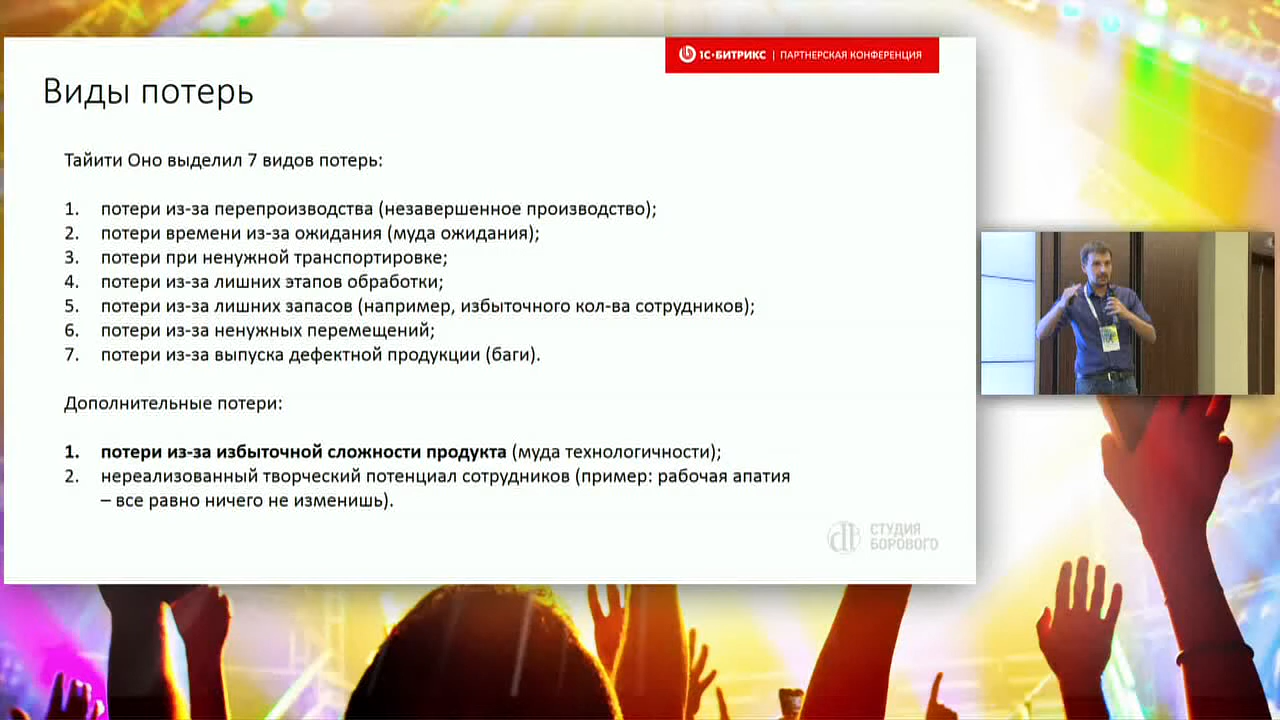 1С·БИТРИКС | ПАРТНЕРСКАЯ КОНФЕРЕНЦИЯ
Виды потерь
Тайити Оно выделил 7 видов потерь:
1. потери из-за перепроизводства (незавершенное производство);
2. потери времени из-за ожидания (муда ожидания);
3. потери при ненужной транспортировке;
4. потери из-за лишних этапов обработки;
5. потери из-за лишних запасов (например, избыточного кол-ва сотрудников);
6. потери из-за ненужных перемещений;
7. потери из-за выпуска дефектной продукции (баги).
Дополнительные потери:
1. потери из-за избыточной сложности продукта (муда технологичности);
2. нереализованный творческий потенциал сотрудников (пример: рабочая апатия
– все равно ничего не изменишь).
СТУДИЯ
БОРОВОГО